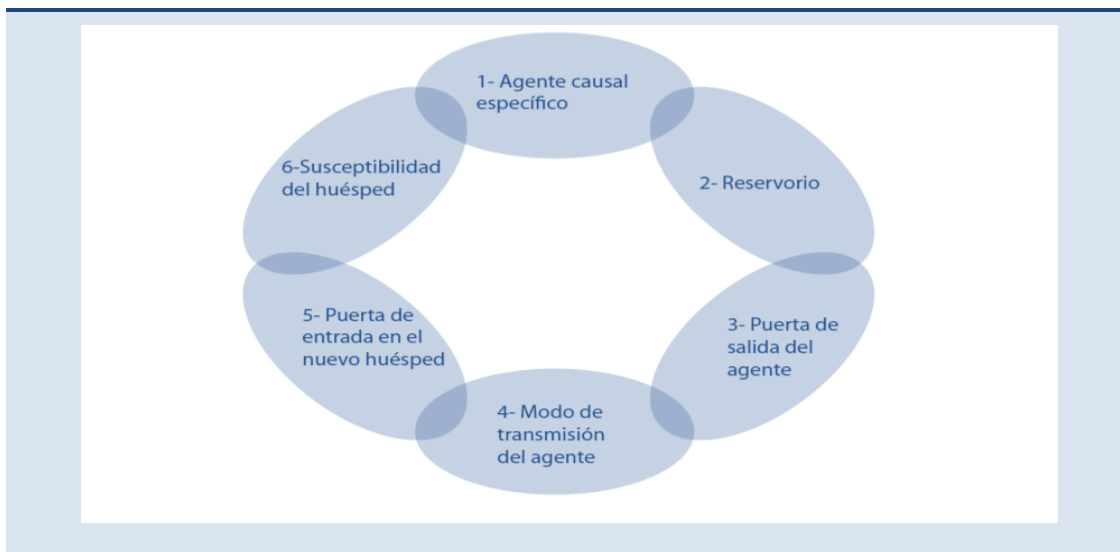 1- Agente causal
específico
2- Reservorio
3- Puerta de
salida del
agente
4- Modo de
transmisión
del agente
5- Puerta de
entrada en el
nuevo huésped
6-Susceptibilidad
del huésped